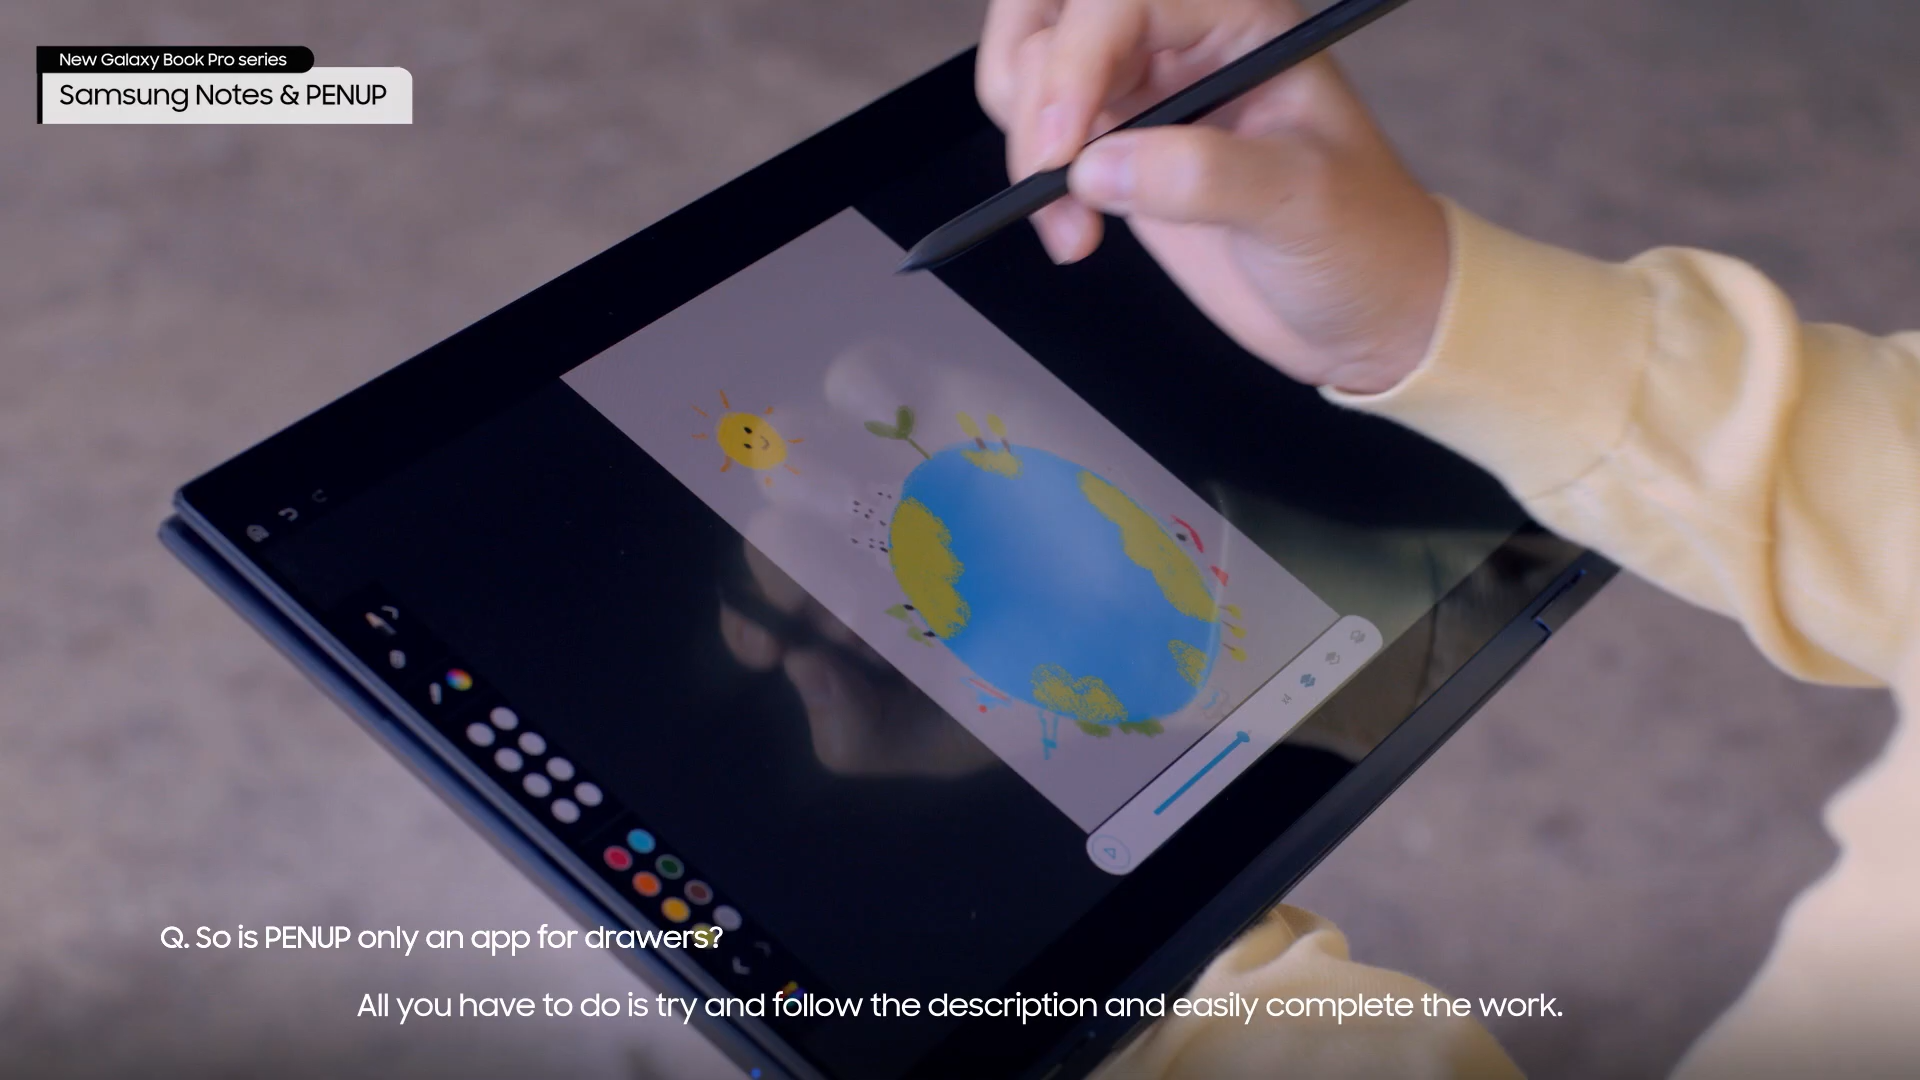 New Galaxy Book Pro series
Samsung Notes & PENUP
Q. So is PENUP only an app for drawers?
All you have to do is try and follow the description and easily complete the work.